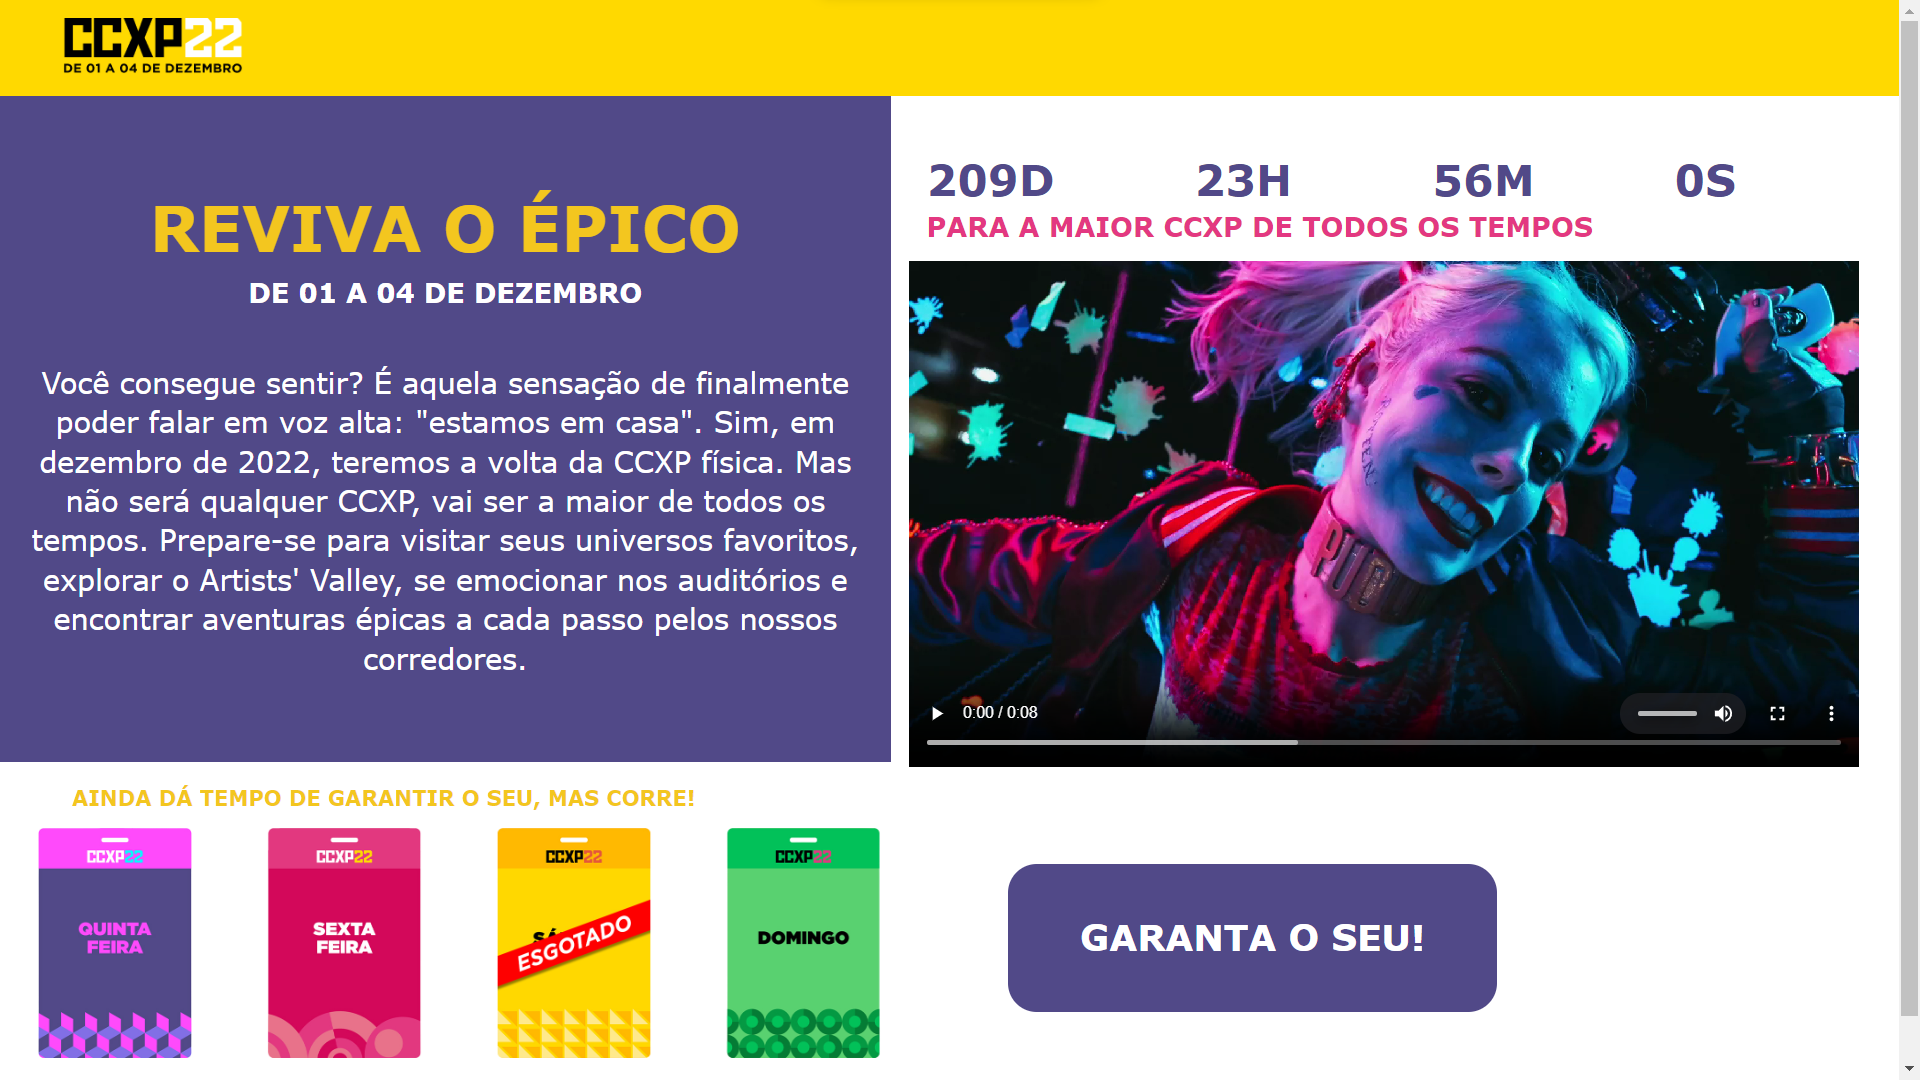 CCXP22
DE 01 A 04 DE DEZEMBRO
REVIVA O ÉPICO
DE 01 A 04 DE DEZEMBRO
Você consegue sentir? É aquela sensação de finalmente
poder falar em voz alta: "estamos em casa". Sim, em
dezembro de 2022, teremos a volta da CCXP física. Mas
não será qualquer CCXP, vai ser a maior de todos os
tempos. Prepare-se para visitar seus universos favoritos,
explorar o Artists' Valley, se emocionar nos auditórios e
encontrar aventuras épicas a cada passo pelos nossos
corredores.
209D 23H 56M 0S
PARA A MAIOR CCXP DE TODOS OS TEMPOS
0:00 / 0:08
AINDA DÁ TEMPO DE GARANTIR O SEU, MAS CORRE!
CCXP22
QUINTA
FEIRA
CCXP22
SEXTA
FEIRA
CCXP22
ESGOTADO
CCXP22
DOMINGO
GARANTA O SEU!